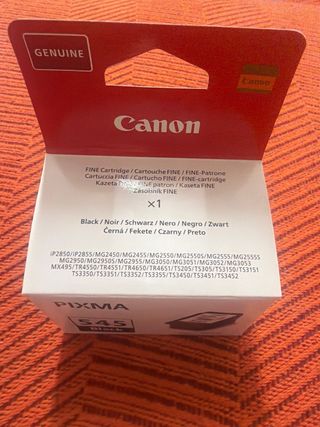 GENUINE
Canon
Canon
FINE Cartridge / Cartouche FINE / FINE-Patrone
Cartuccia FINE / Cartucho FINE / FINE-cartridge
Kazeta FINE / FINE patron / Kaseta FINE
Zásobník FINE
x1
Black / Noir / Schwarz / Nero / Negro / Zwart
Černá / Fekete / Czarny / Preto
iP2850/iP2855/MG2450/MG2455/MG2550/MG2550S/MG2555/MG2555S
MG2950/MG2950S/MG2955/MG3050/MG3051/MG3052/MG3053
MX495/TR4550/TR4551/TR4650/TR4651/TS205/TS305/TS3150/TS3151
TS3350/TS3351/TS3352/TS3355/TS3450/TS3451/TS3452
PIXMA
545
Black